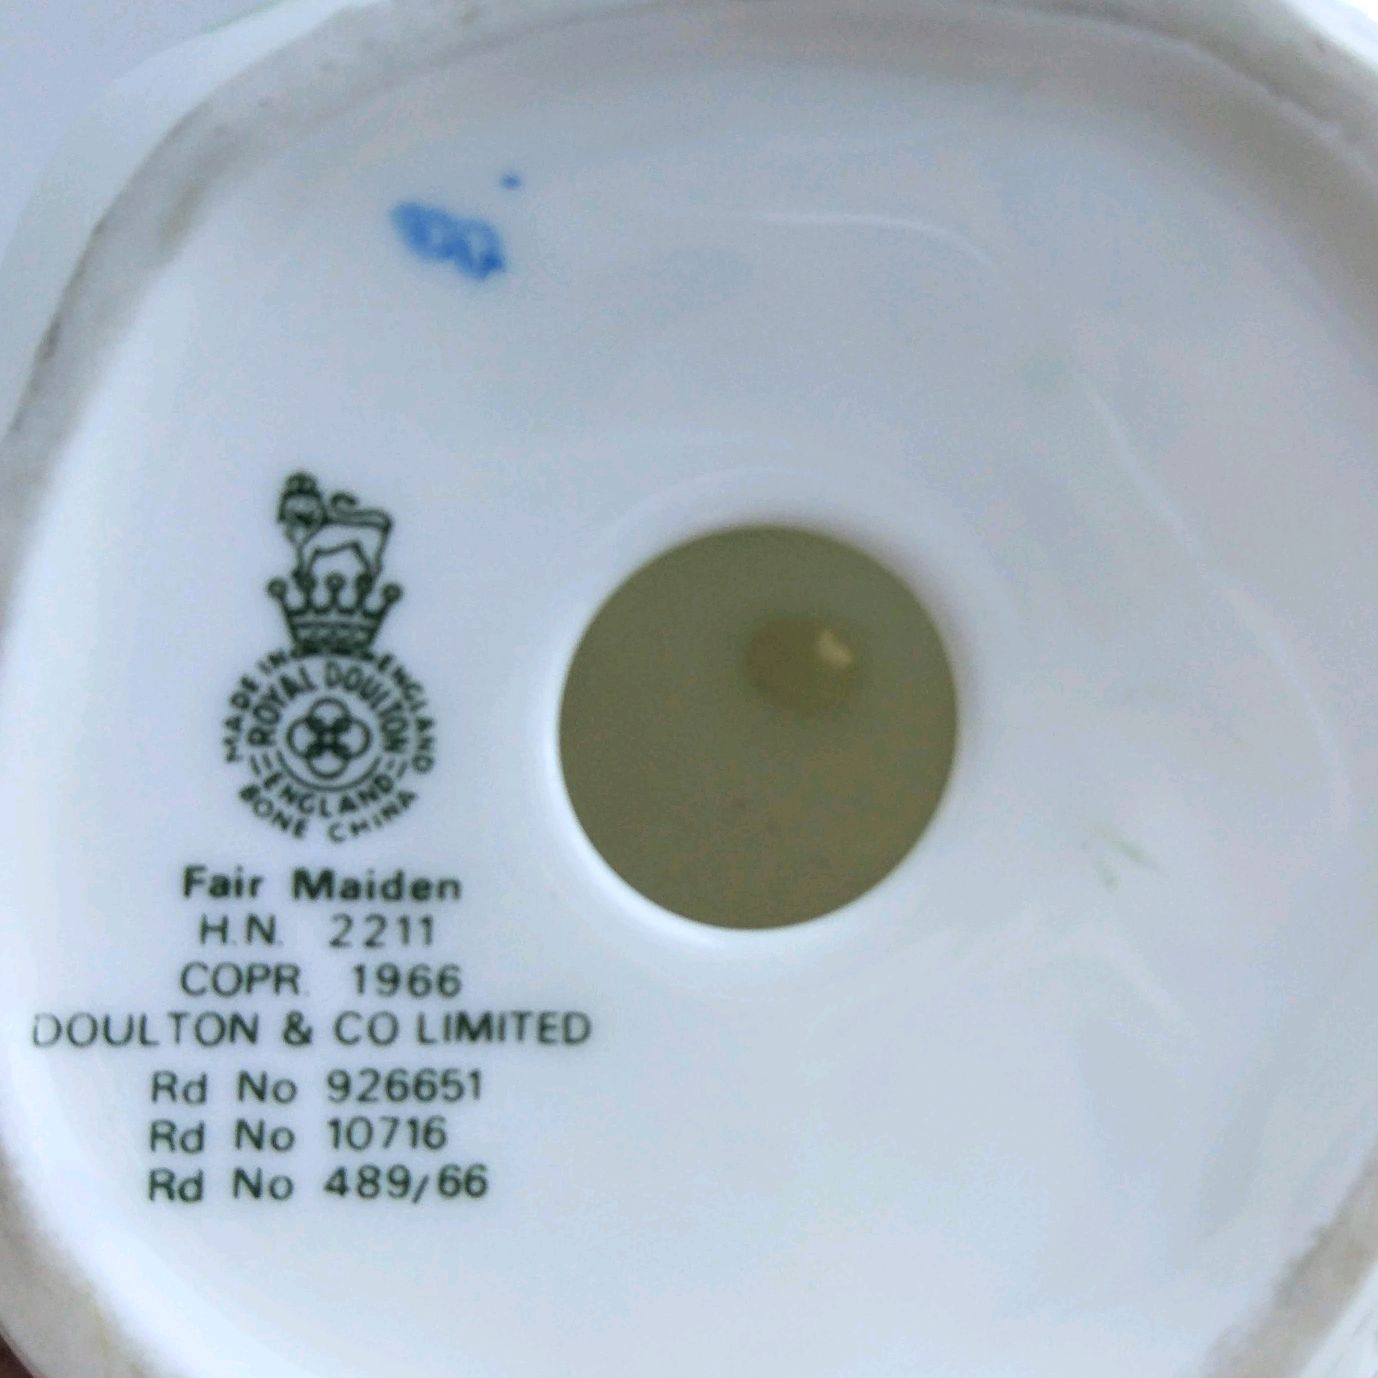 MADE IN ENGLAND
ROYAL DOULTON
ENGLAND
BONE CHINA
Fair Maiden
H.N. 2211
COPR. 1966
DOULTON & CO LIMITED
Rd No 926651
Rd No 10716
Rd No 489/66